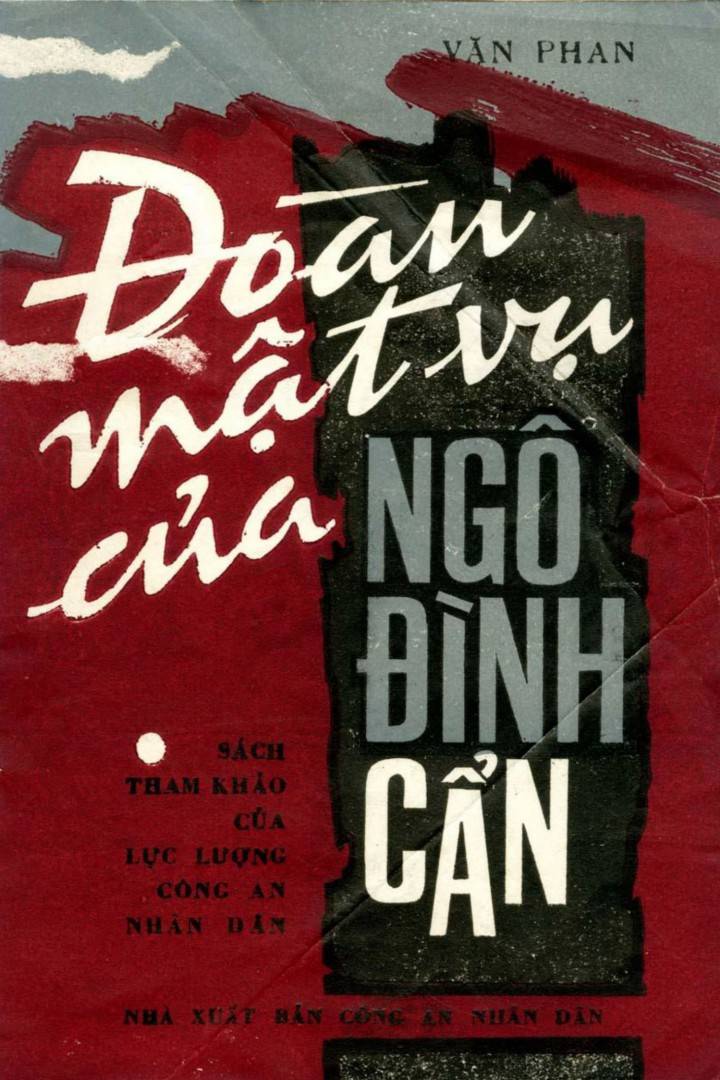 VĂN PHAN
Đoàn
mật vụ
của
NGÔ
ĐÌNH
CẨN
SÁCH
THAM KHẢO
CỦA
LỰC LƯỢNG
CÔNG AN
NHÂN DÂN
NHÀ XUẤT BẢN CÔNG AN NHÂN DÂN